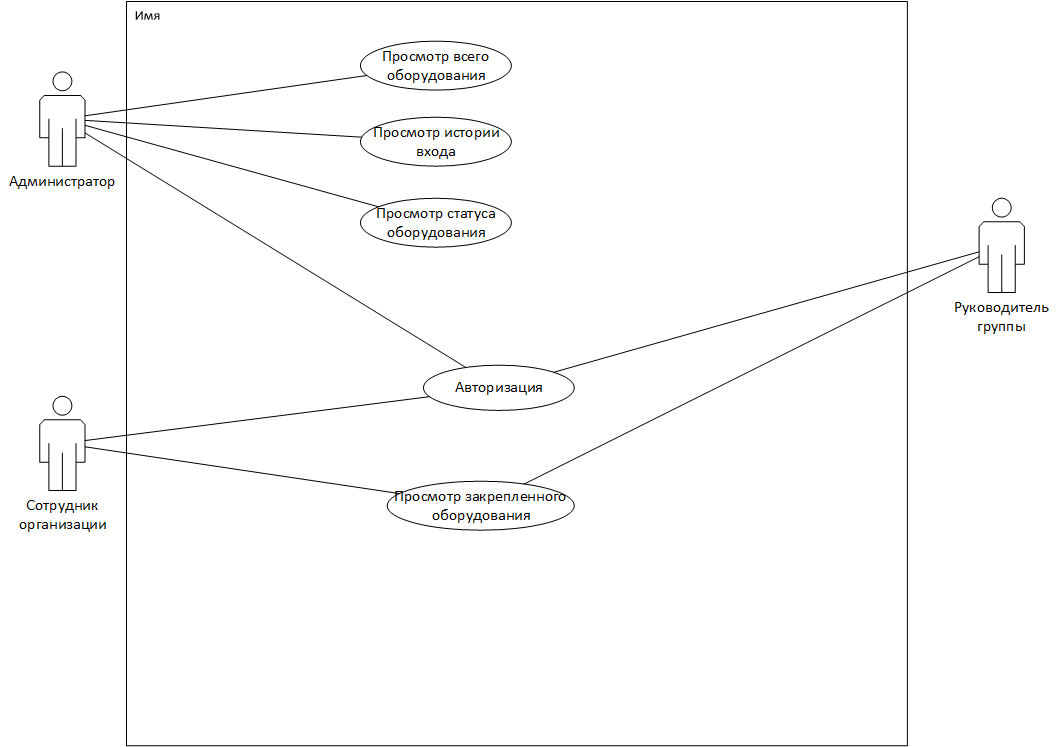 Имя
Просмотр всего
оборудования
Просмотр истории
входа
Администратор
Просмотр статуса
оборудования
Руководитель
группы
Авторизация
Сотрудник
организации
Просмотр закрепленного
оборудования